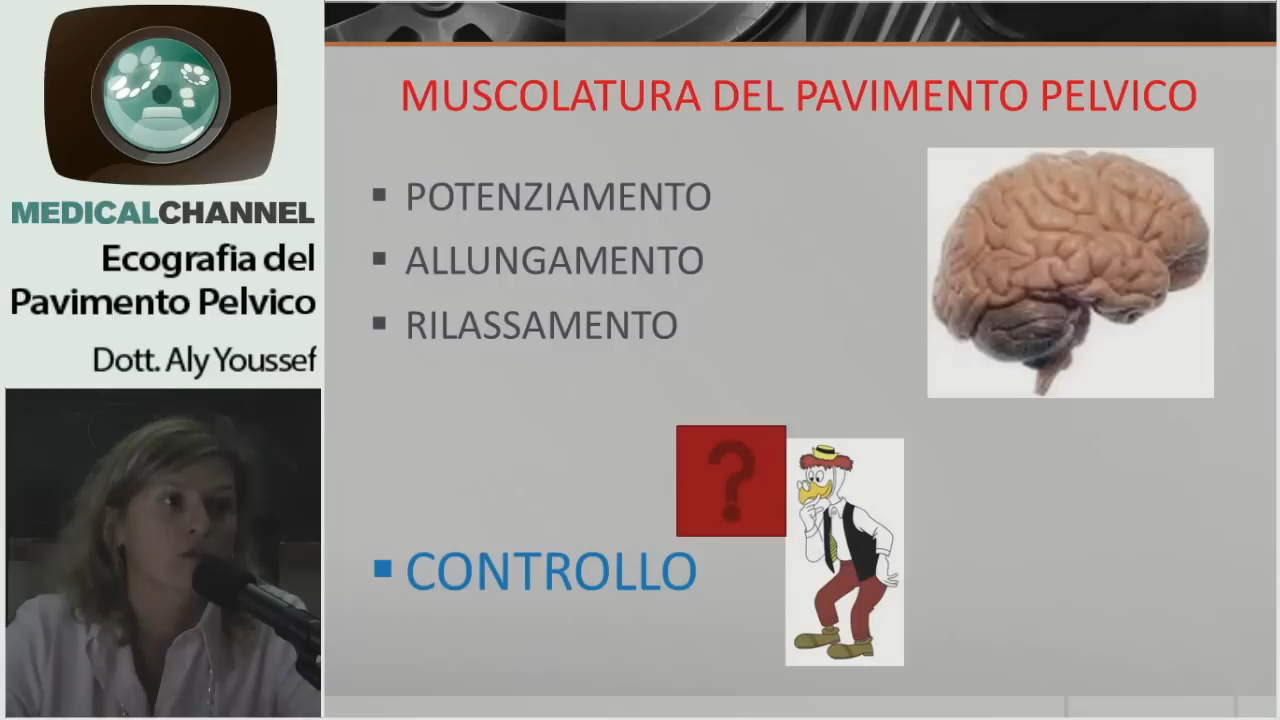 MEDICALCHANNEL
Ecografia del
Pavimento Pelvico
Dott. Aly Youssef
MUSCOLATURA DEL PAVIMENTO PELVICO
▪ POTENZIAMENTO
▪ ALLUNGAMENTO
▪ RILASSAMENTO
?
▪ CONTROLLO